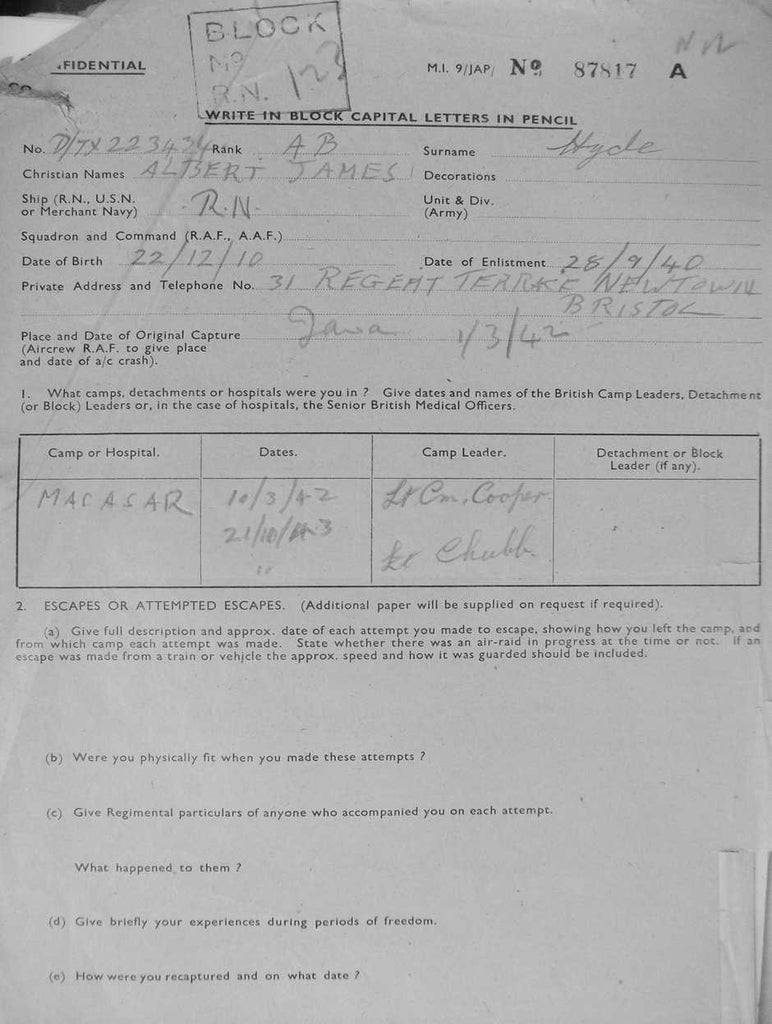 BLOCK
No
R.N. 122
FIDENTIAL
M.I. 9/JAP/ No 87817 A
WRITE IN BLOCK CAPITAL LETTERS IN PENCIL
No. D/JX 223434 Rank A B Surname Hyde
Christian Names ALBERT JAMES Decorations
Ship (R.N., U.S.N. or Merchant Navy) R.N. Unit & Div. (Army)
Squadron and Command (R.A.F., A.A.F.)
Date of Birth 22/12/10 Date of Enlistment 28/9/40
Private Address and Telephone No. 31 REGENT TERRACE NEWTOWN
BRISTOL
Place and Date of Original Capture Java 1/3/42
(Aircrew R.A.F. to give place
and date of a/c crash).
1. What camps, detachments or hospitals were you in ? Give dates and names of the British Camp Leaders, Detachment
(or Block) Leaders or, in the case of hospitals, the Senior British Medical Officers.
Camp or Hospital. Dates. Camp Leader. Detachment or Block Leader (if any).
MACASAR 10/3/42 Lt Cm. Cooper
21/10/43
" Lt Chubb.
2. ESCAPES OR ATTEMPTED ESCAPES. (Additional paper will be supplied on request if required).
(a) Give full description and approx. date of each attempt you made to escape, showing how you left the camp, and
from which camp each attempt was made. State whether there was an air-raid in progress at the time or not. If an
escape was made from a train or vehicle the approx. speed and how it was guarded should be included.
(b) Were you physically fit when you made these attempts ?
(c) Give Regimental particulars of anyone who accompanied you on each attempt.
What happened to them ?
(d) Give briefly your experiences during periods of freedom.
(e) How were you recaptured and on what date ?